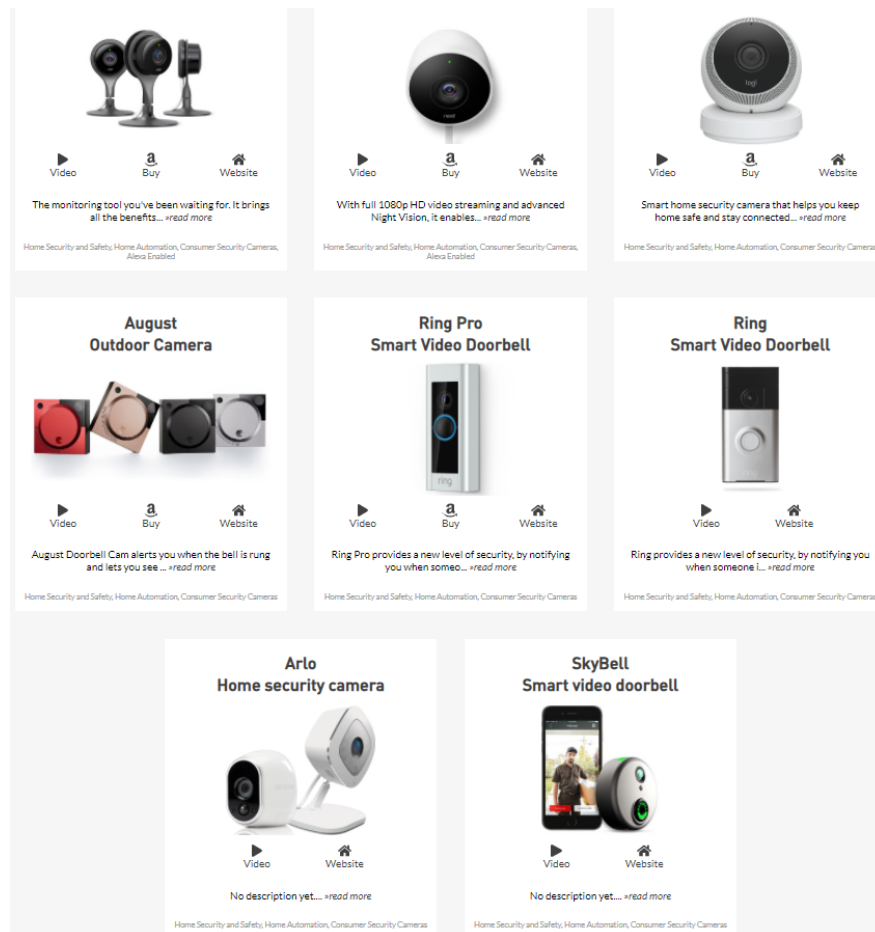 nest
logi
Video
Buy
Website
Video
Buy
Website
Video
Buy
Website
The monitoring tool you've been waiting for. It brings
all the benefits... »read more
With full 1080p HD video streaming and advanced
Night Vision, it enables... »read more
Smart home security camera that helps you keep
home safe and stay connected... »read more
Home Security and Safety, Home Automation, Consumer Security Cameras,
Alexa Enabled
Home Security and Safety, Home Automation, Consumer Security Cameras,
Alexa Enabled
Home Security and Safety, Home Automation, Consumer Security Cameras
August
Outdoor Camera
Ring Pro
Smart Video Doorbell
Ring
Smart Video Doorbell
ring
Video
Buy
Website
Video
Buy
Website
Video
Website
August Doorbell Cam alerts you when the bell is rung
and lets you see ... »read more
Ring Pro provides a new level of security, by notifying
you when someo... »read more
Ring provides a new level of security, by notifying you
when someone i... »read more
Home Security and Safety, Home Automation, Consumer Security Cameras
Home Security and Safety, Home Automation, Consumer Security Cameras
Home Security and Safety, Home Automation, Consumer Security Cameras
Arlo
Home security camera
SkyBell
Smart video doorbell
Video
Website
Video
Website
No description yet.... »read more
No description yet.... »read more
Home Security and Safety, Home Automation, Consumer Security Cameras
Home Security and Safety, Home Automation, Consumer Security Cameras